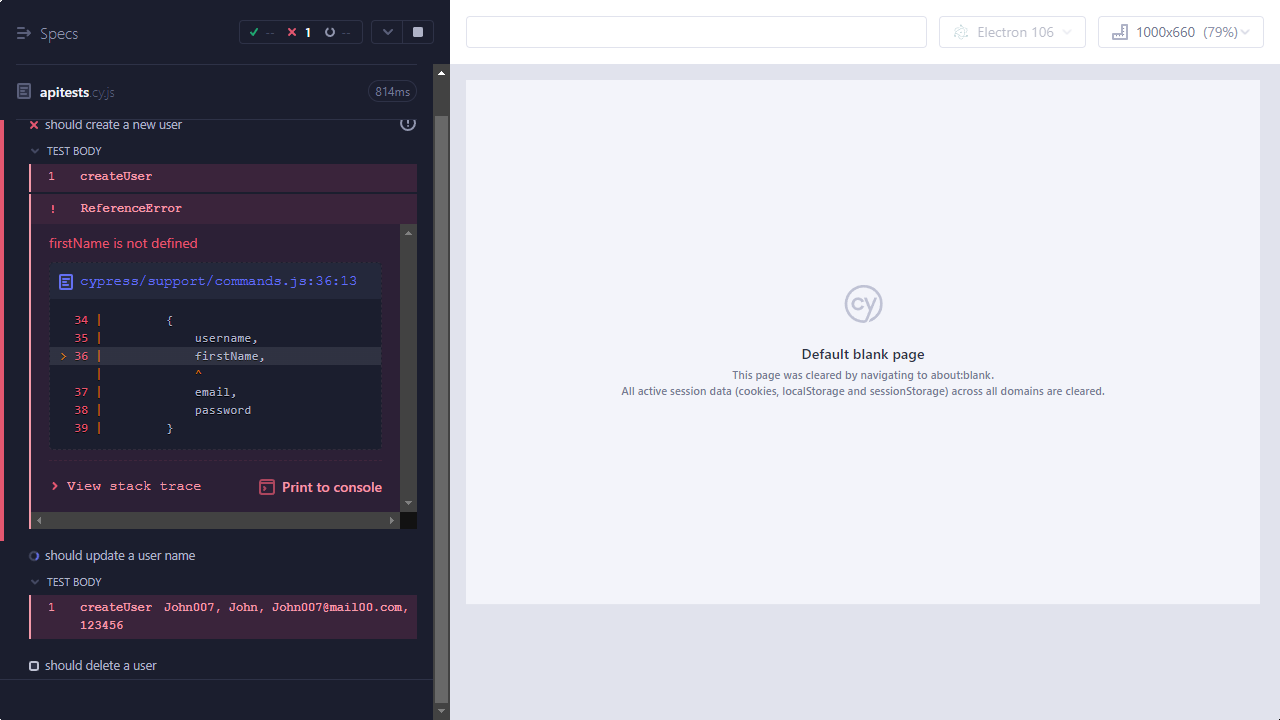 Specs
-- 1 --
apitests.cy.js
814ms
should create a new user
TEST BODY
1 createUser
! ReferenceError
firstName is not defined
cypress/support/commands.js:36:13
34 | {
35 | username,
> 36 | firstName,
| ^
37 | email,
38 | password
39 | }
View stack trace
Print to console
should update a user name
TEST BODY
1 createUser John007, John, John007@mail00.com,
123456
should delete a user
Electron 106
1000x660 (79%)
cy
Default blank page
This page was cleared by navigating to about:blank.
All active session data (cookies, localStorage and sessionStorage) across all domains are cleared.